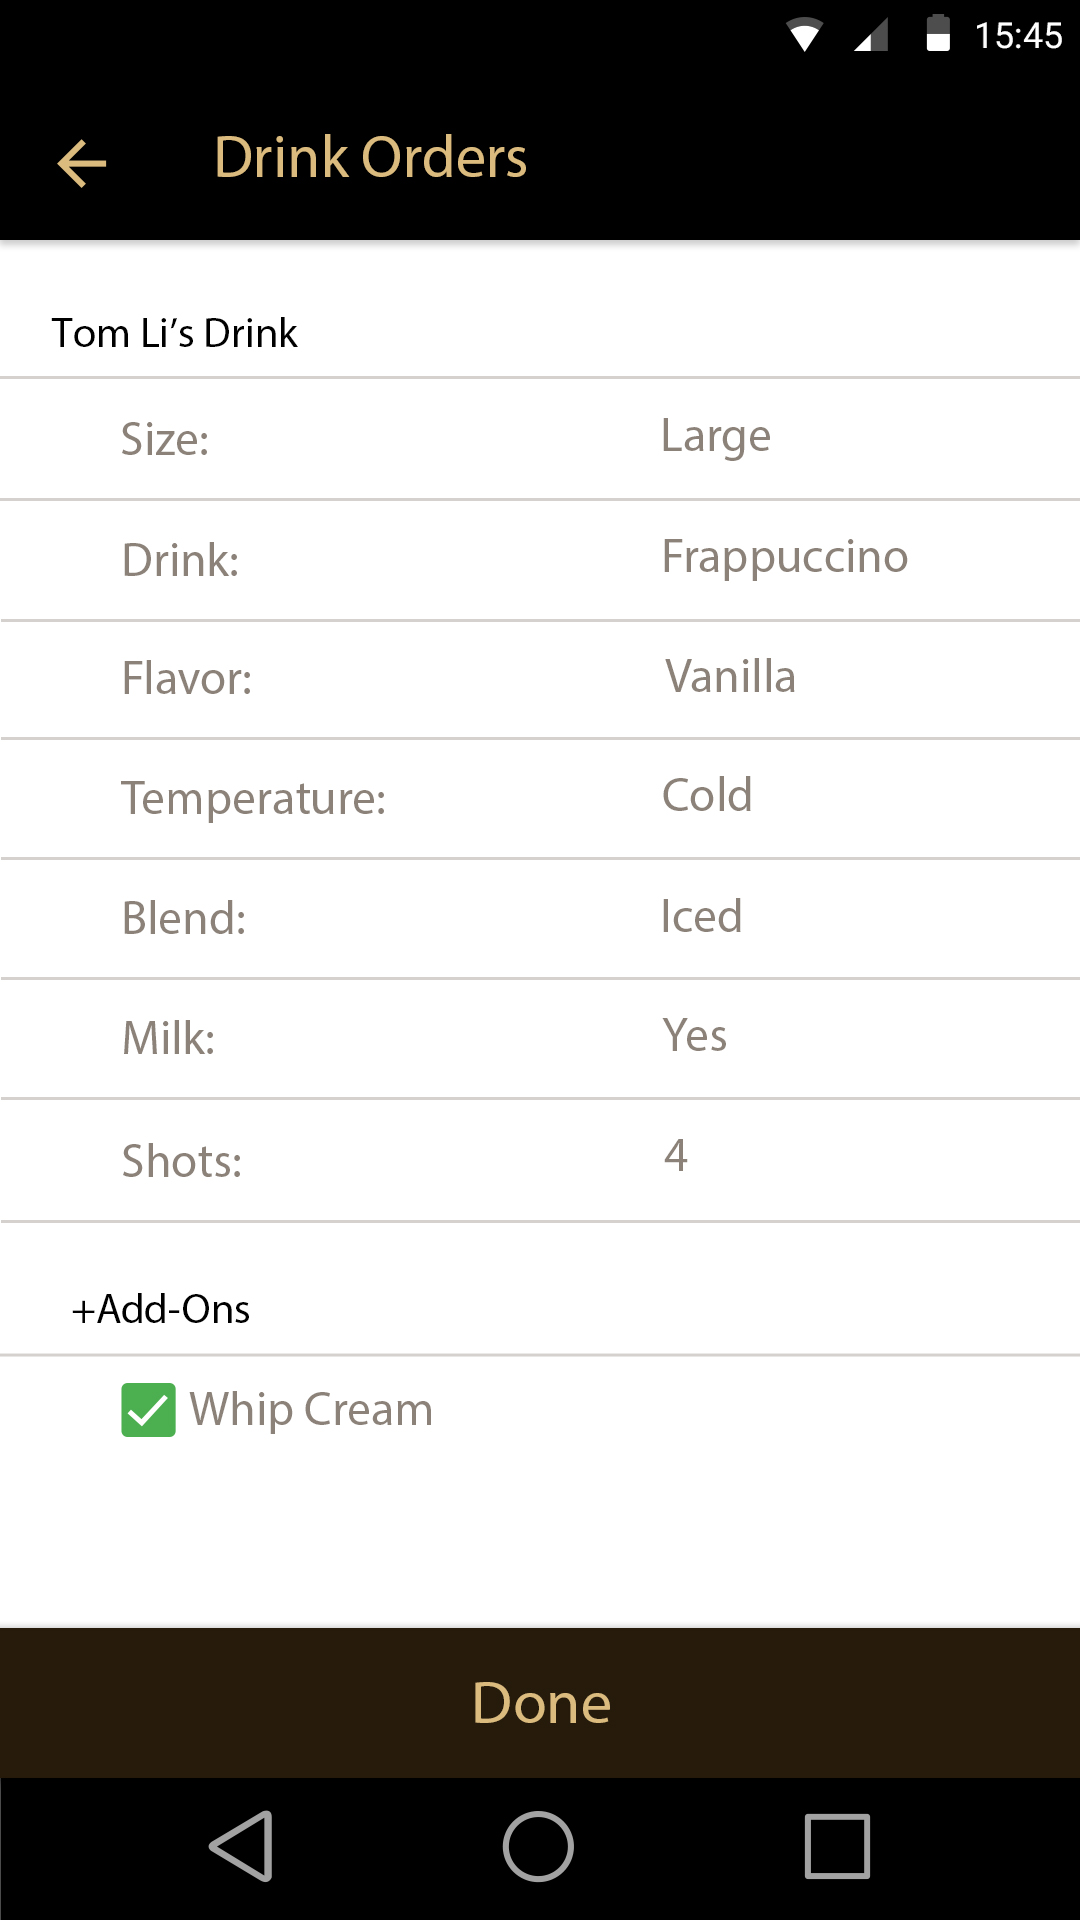 15:45
Drink Orders
Tom Li’s Drink
Size: Large
Drink: Frappuccino
Flavor: Vanilla
Temperature: Cold
Blend: Iced
Milk: Yes
Shots: 4
+Add-Ons
Whip Cream
Done